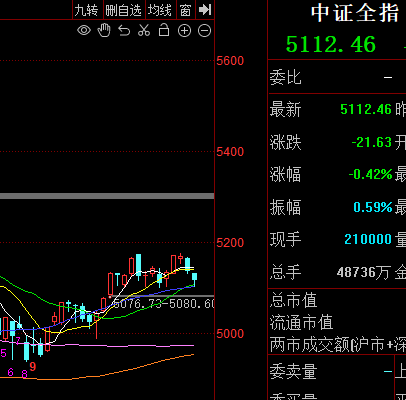 九转 删自选 均线 窗
中证全指
5112.46
委比 –
最新 5112.46 昨
涨跌 -21.63 开
涨幅 -0.42% 最
振幅 0.59% 最
现手 210000 量
总手 48736万 金
总市值
流通市值
两市成交额(沪市+深
委卖量 上
5600
5400
5200
5076.73-5080.60
5000
5
6
7
8
9